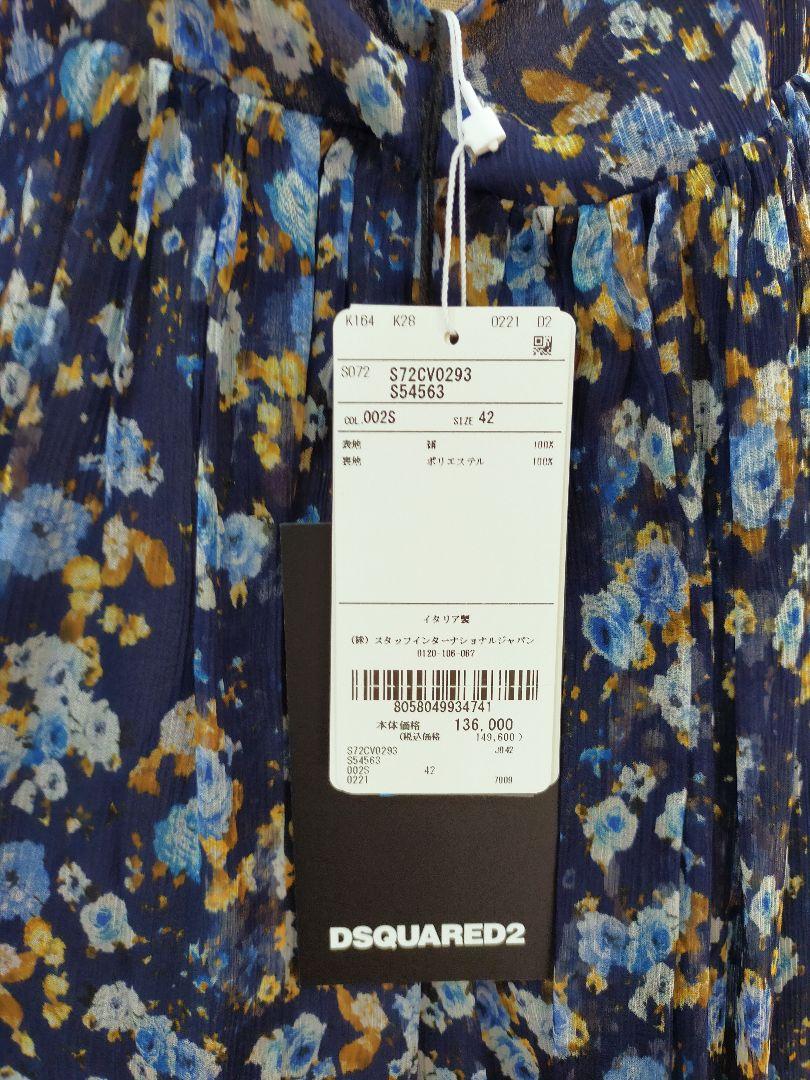 K164 K28 0221 D2
S072 S72CV0293
S54563
COL.002S SIZE 42
表地 絹 100%
裏地 ポリエステル 100%
イタリア製
(株) スタッフインターナショナルジャパン
0120-106-067
8058049934741
本体価格 136,000
(税込価格 149,600 )
S72CV0293 J042
S54563
002S 42
0221 7009
DSQUARED2